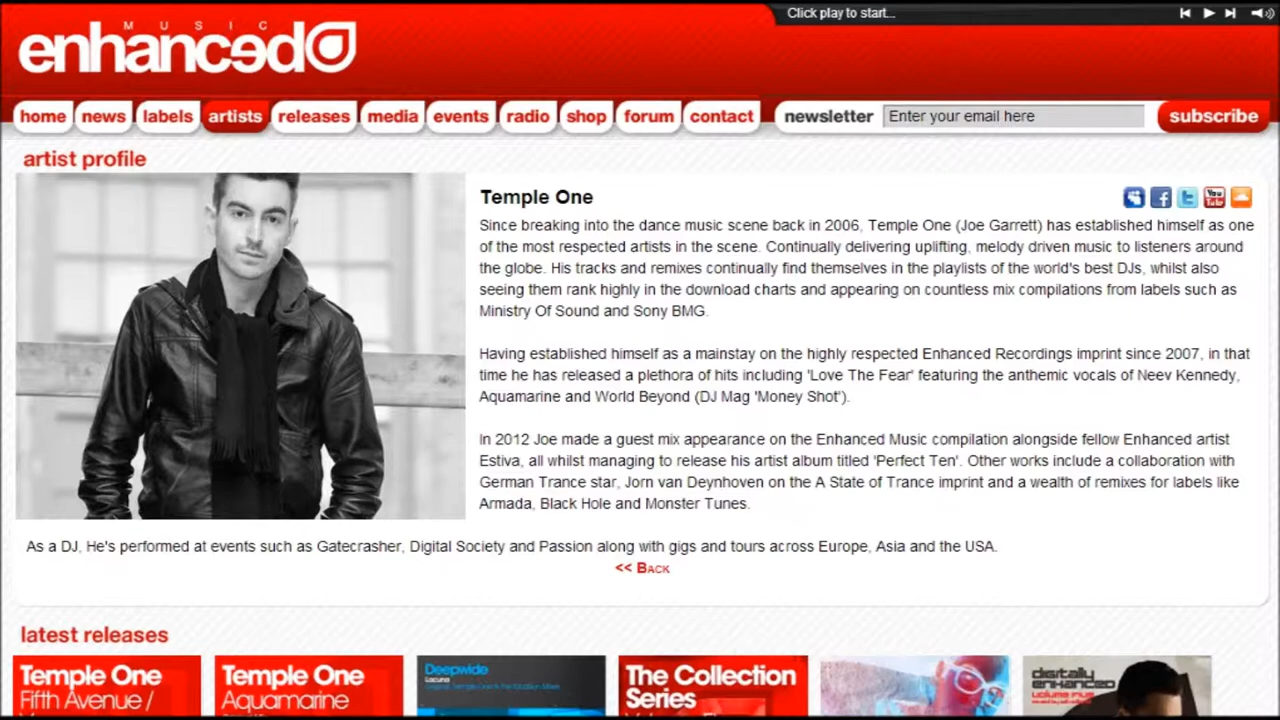 Click play to start...
MUSIC
enhanced
home news labels artists releases media events radio shop forum contact newsletter Enter your email here subscribe
artist profile
Temple One
You Tube
Since breaking into the dance music scene back in 2006, Temple One (Joe Garrett) has established himself as one
of the most respected artists in the scene. Continually delivering uplifting, melody driven music to listeners around
the globe. His tracks and remixes continually find themselves in the playlists of the world's best DJs, whilst also
seeing them rank highly in the download charts and appearing on countless mix compilations from labels such as
Ministry Of Sound and Sony BMG.
Having established himself as a mainstay on the highly respected Enhanced Recordings imprint since 2007, in that
time he has released a plethora of hits including 'Love The Fear' featuring the anthemic vocals of Neev Kennedy,
Aquamarine and World Beyond (DJ Mag 'Money Shot').
In 2012 Joe made a guest mix appearance on the Enhanced Music compilation alongside fellow Enhanced artist
Estiva, all whilst managing to release his artist album titled 'Perfect Ten'. Other works include a collaboration with
German Trance star, Jorn van Deynhoven on the A State of Trance imprint and a wealth of remixes for labels like
Armada, Black Hole and Monster Tunes.
As a DJ, He's performed at events such as Gatecrasher, Digital Society and Passion along with gigs and tours across Europe, Asia and the USA.
<< BACK
latest releases
Temple One
Fifth Avenue /
Temple One
Aquamarine
Deepwide
Lacuna
The Collection
Series
digitally
enhanced
volume five